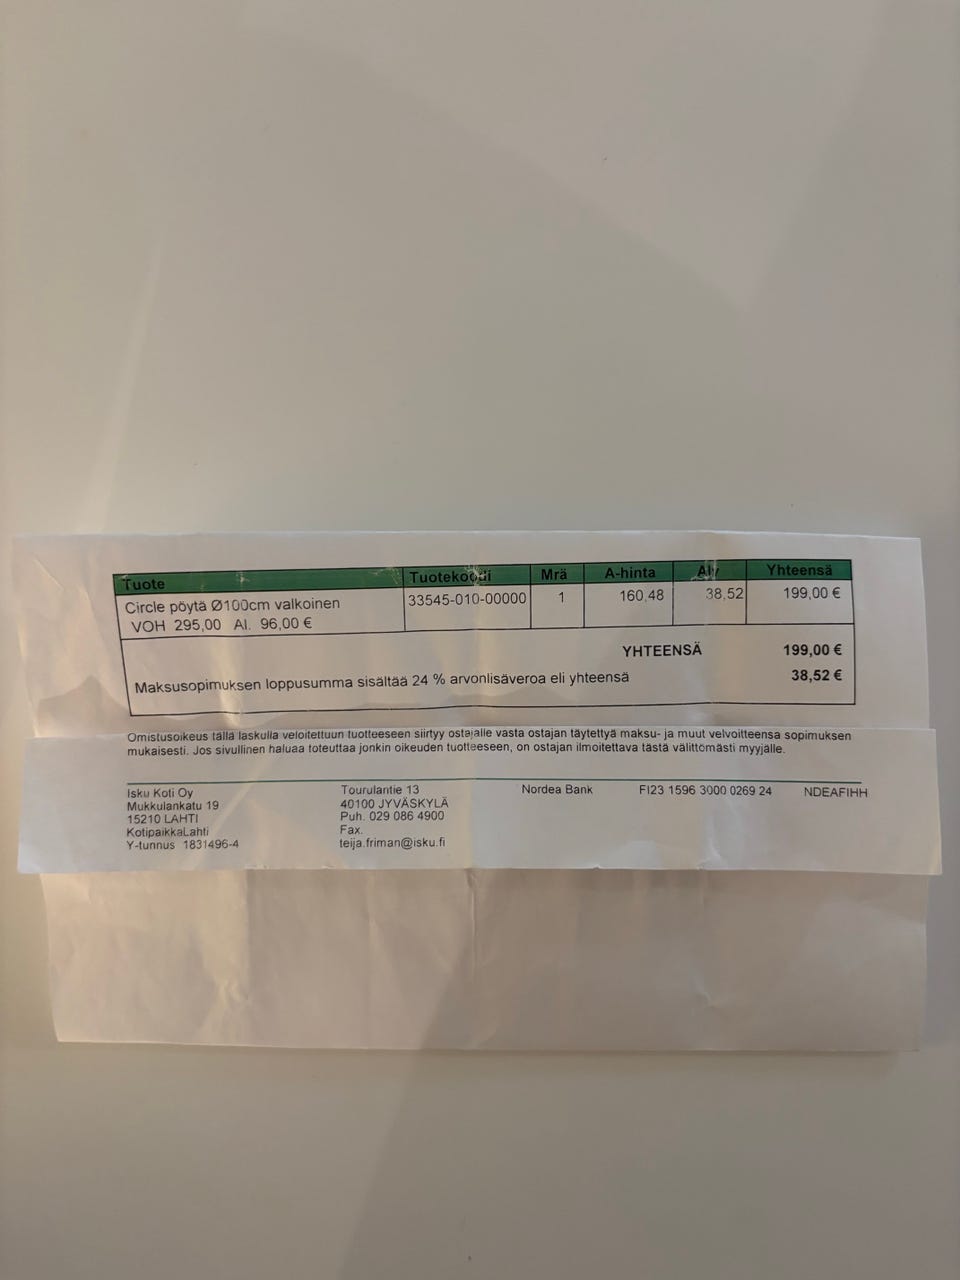 Tuote Tuotekoodi Mrä A-hinta Alv Yhteensä
Circle pöytä Ø100cm valkoinen 33545-010-00000 1 160,48 38,52 199,00 €
VOH 295,00 Al. 96,00 €
YHTEENSÄ 199,00 €
Maksusopimuksen loppusumma sisältää 24 % arvonlisäveroa eli yhteensä 38,52 €
Omistusoikeus tällä laskulla veloitettuun tuotteeseen siirtyy ostajalle vasta ostajan täytettyä maksu- ja muut velvoitteensa sopimuksen
mukaisesti. Jos sivullinen haluaa toteuttaa jonkin oikeuden tuotteeseen, on ostajan ilmoitettava tästä välittömästi myyjälle.
Isku Koti Oy Tourulantie 13 Nordea Bank FI23 1596 3000 0269 24 NDEAFIHH
Mukkulankatu 19 40100 JYVÄSKYLÄ
15210 LAHTI Puh. 029 086 4900
KotipaikkaLahti Fax.
Y-tunnus 1831496-4 teija.friman@isku.fi